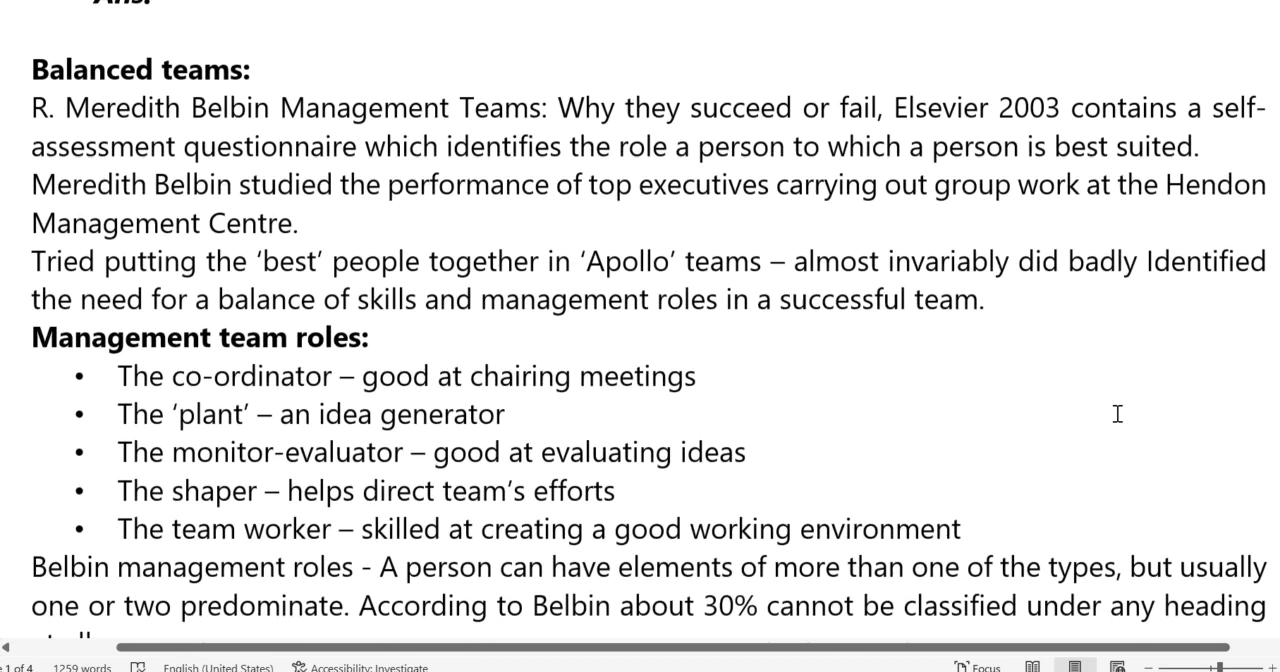 Ans:
Balanced teams:
R. Meredith Belbin Management Teams: Why they succeed or fail, Elsevier 2003 contains a self-
assessment questionnaire which identifies the role a person to which a person is best suited.
Meredith Belbin studied the performance of top executives carrying out group work at the Hendon
Management Centre.
Tried putting the ‘best’ people together in ‘Apollo’ teams – almost invariably did badly Identified
the need for a balance of skills and management roles in a successful team.
Management team roles:
• The co-ordinator – good at chairing meetings
• The ‘plant’ – an idea generator
• The monitor-evaluator – good at evaluating ideas
• The shaper – helps direct team’s efforts
• The team worker – skilled at creating a good working environment
Belbin management roles - A person can have elements of more than one of the types, but usually
one or two predominate. According to Belbin about 30% cannot be classified under any heading
1 of 4 1259 words English (United States) Accessibility: Investigate Focus